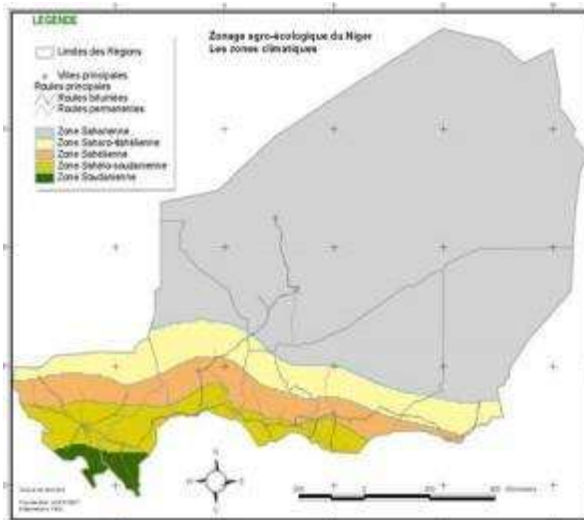 LEGENDE
Limites des Régions
Villes principales
Routes principales
Routes bitumées
Routes permanentes
Zone Saharienne
Zone Saharo-sahélienne
Zone Sahélienne
Zone Sahélo-soudanienne
Zone Soudanienne
Zonage agro-écologique du Niger
Les zones climatiques
N
S